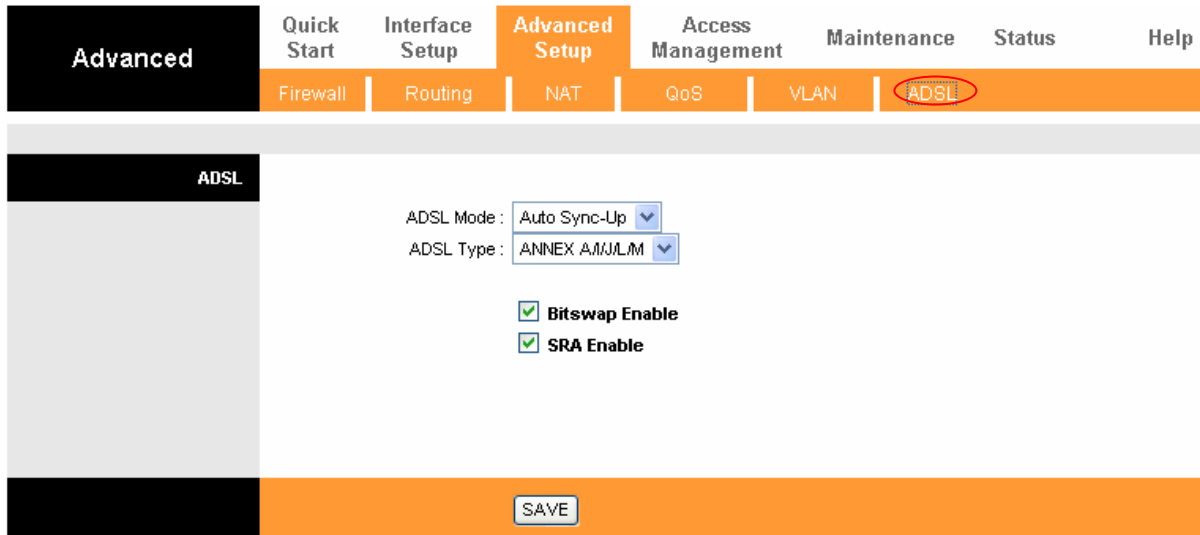 Advanced
Quick Start
Interface Setup
Advanced Setup
Access Management
Maintenance
Status
Help
Firewall
Routing
NAT
QoS
VLAN
ADSL
ADSL
ADSL Mode : Auto Sync-Up
ADSL Type : ANNEX A/I/J/L/M
Bitswap Enable
SRA Enable
SAVE